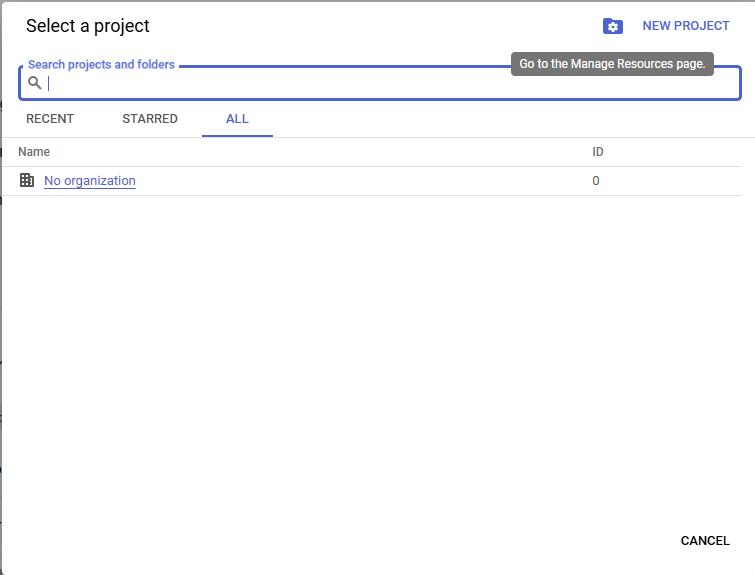 Select a project
NEW PROJECT
Go to the Manage Resources page.
Search projects and folders
RECENT STARRED ALL
Name ID
No organization 0
CANCEL